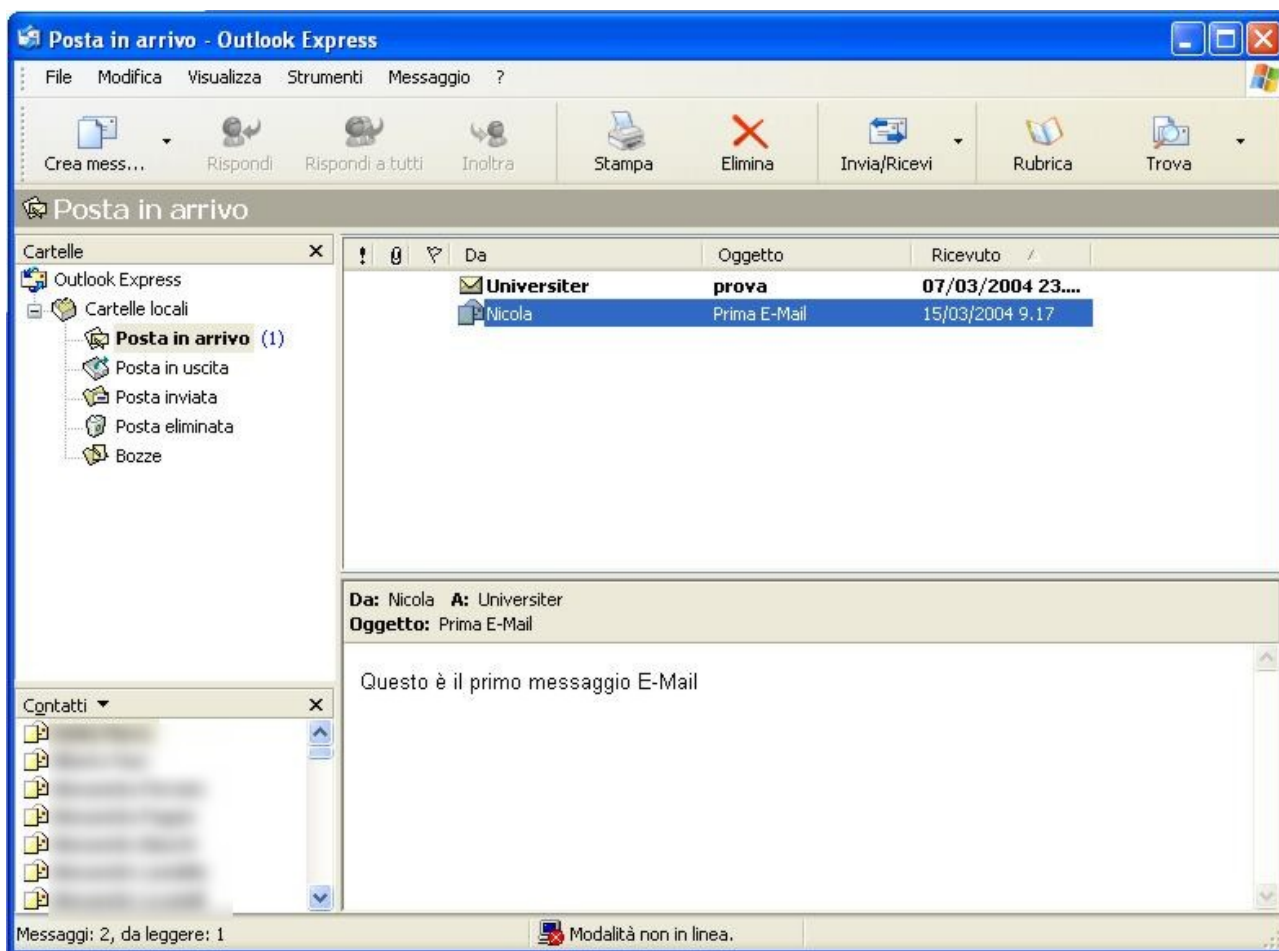 Posta in arrivo - Outlook Express
File Modifica Visualizza Strumenti Messaggio ?
Crea mess... Rispondi Rispondi a tutti Inoltra Stampa Elimina Invia/Ricevi Rubrica Trova
Posta in arrivo
Cartelle
Outlook Express
Cartelle locali
Posta in arrivo (1)
Posta in uscita
Posta inviata
Posta eliminata
Bozze
! Da Oggetto Ricevuto
Universiter prova 07/03/2004 23....
Nicola Prima E-Mail 15/03/2004 9.17
Da: Nicola A: Universiter
Oggetto: Prima E-Mail
Questo è il primo messaggio E-Mail
Contatti
Messaggi: 2, da leggere: 1 Modalità non in linea.